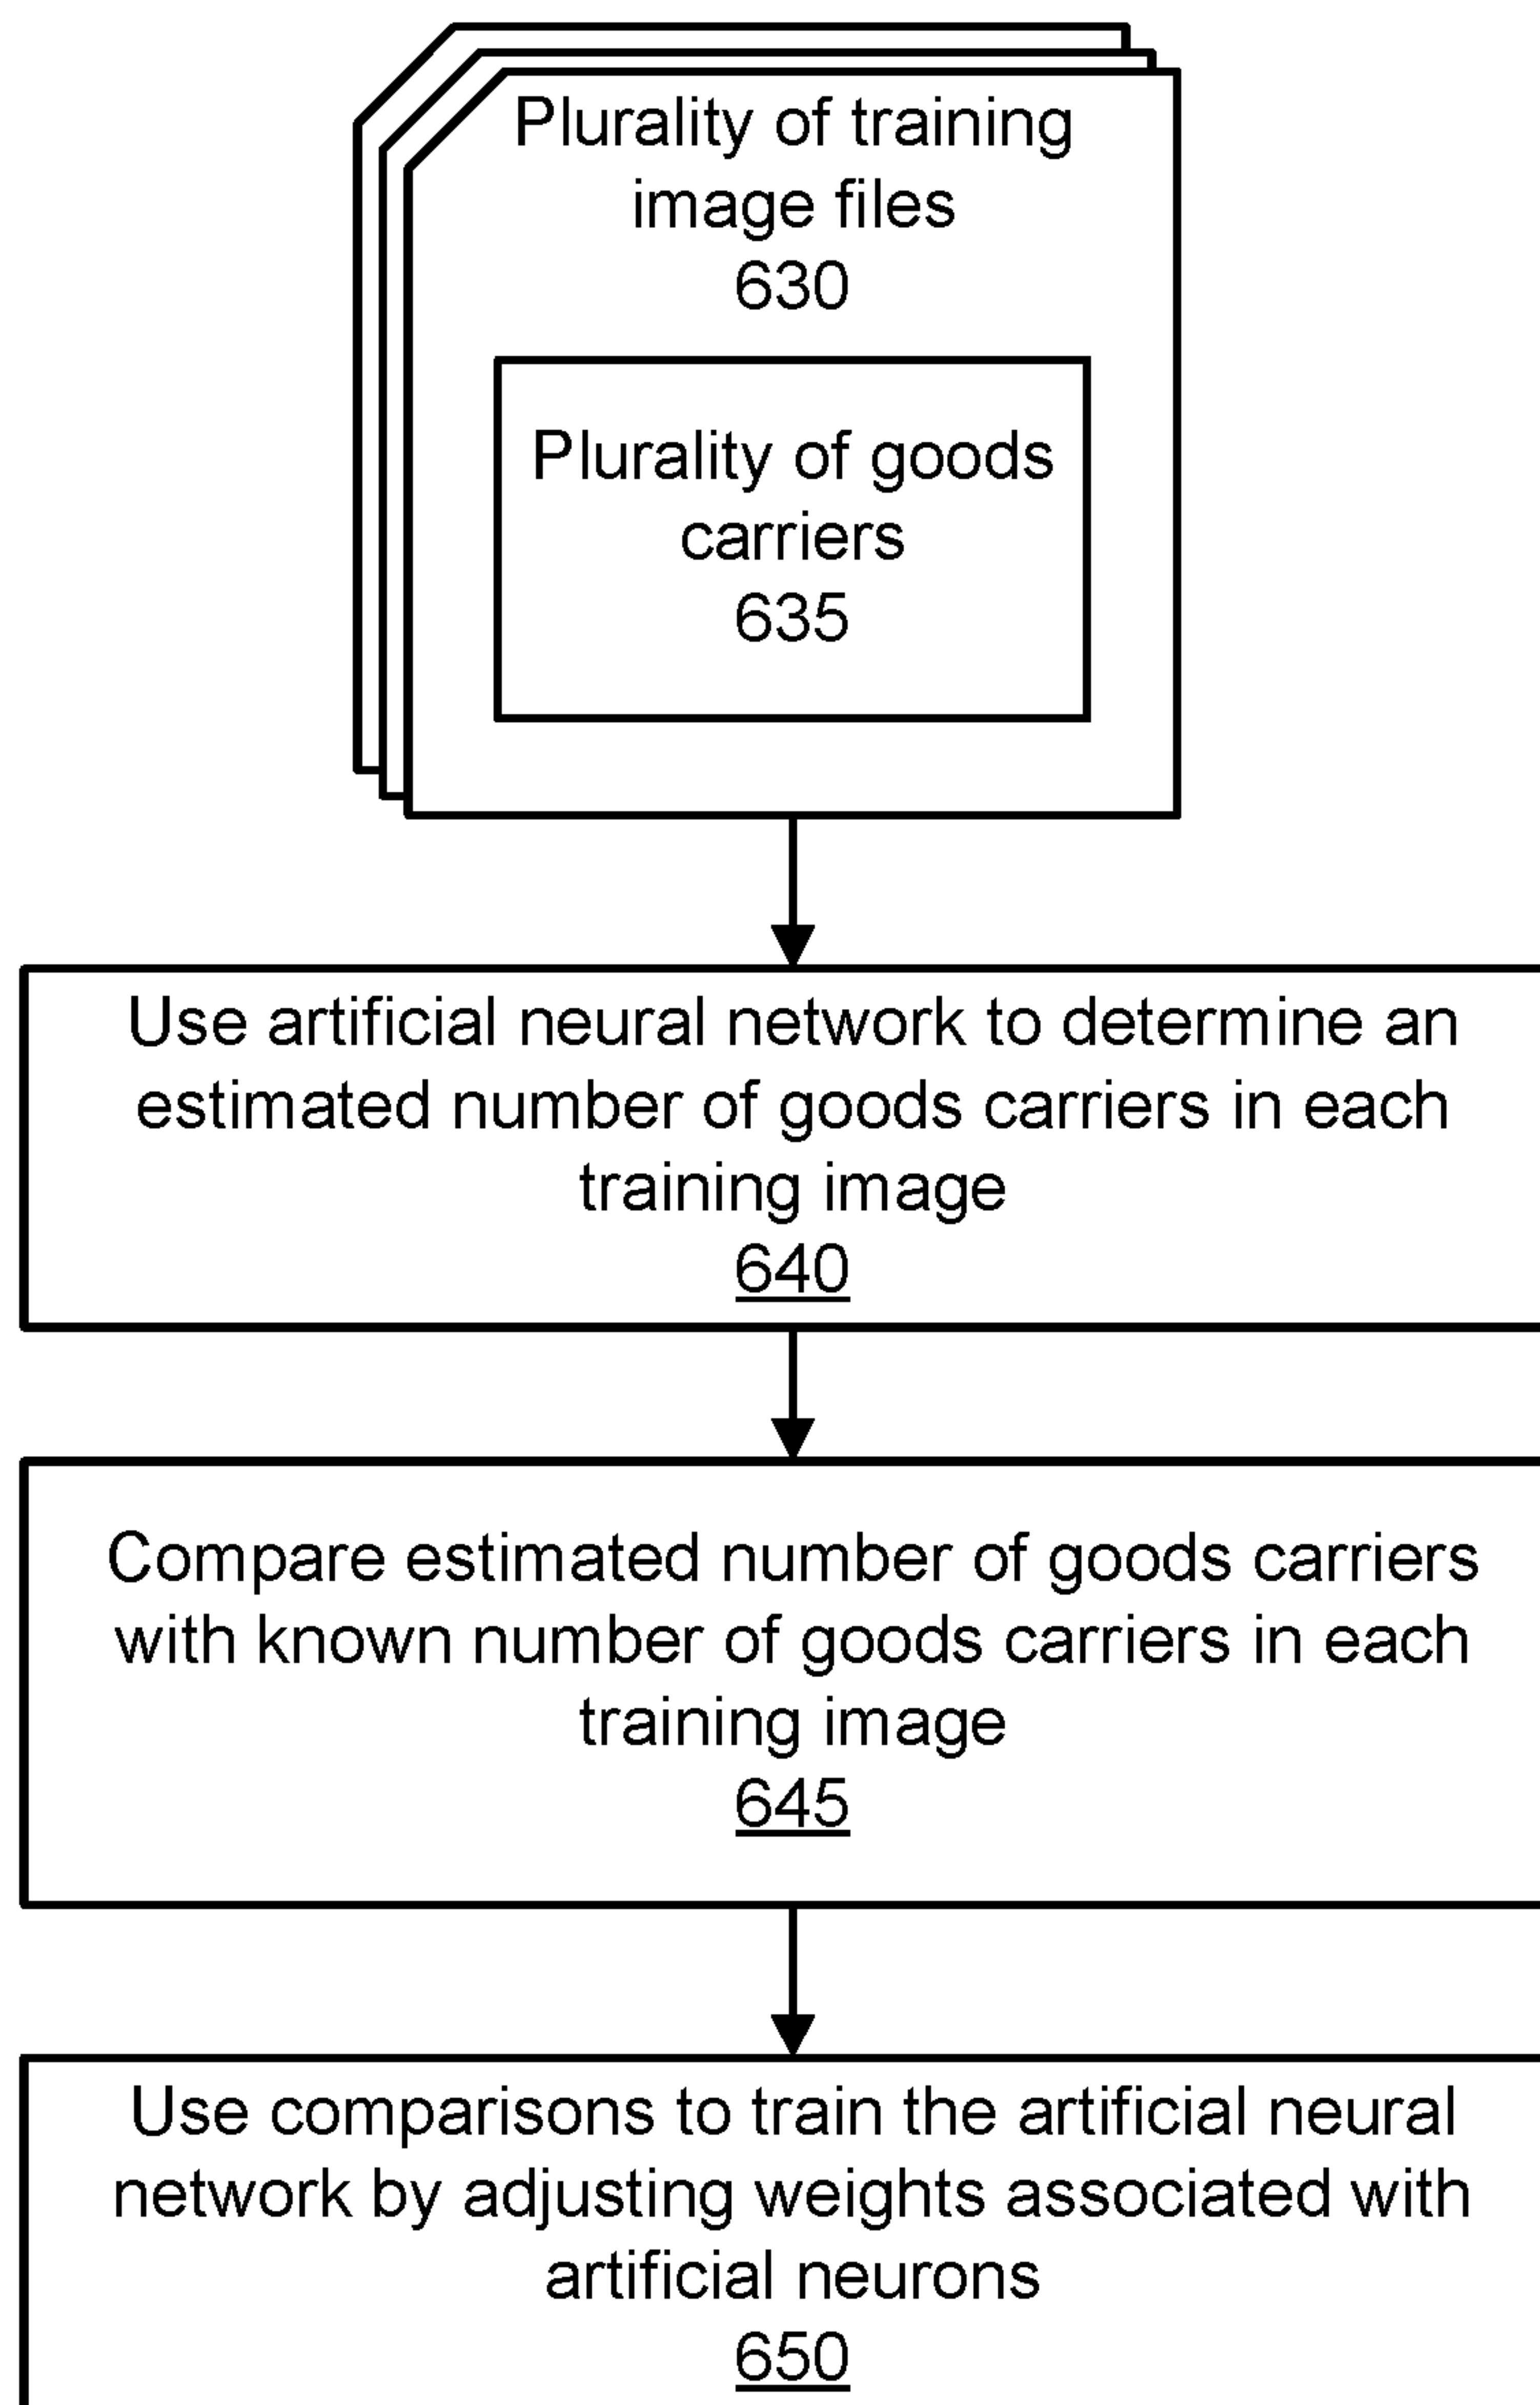 Plurality of training
image files
630
Plurality of goods
carriers
635
Use artificial neural network to determine an
estimated number of goods carriers in each
training image
640
Compare estimated number of goods carriers
with known number of goods carriers in each
training image
645
Use comparisons to train the artificial neural
network by adjusting weights associated with
artificial neurons
650